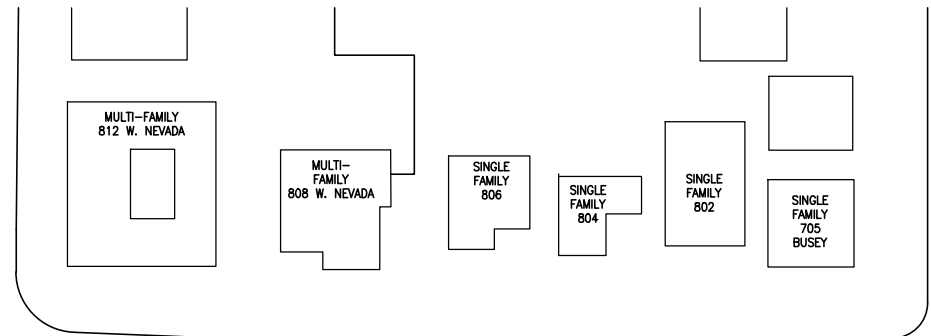 MULTI-FAMILY
812 W. NEVADA
MULTI-
FAMILY
808 W. NEVADA
SINGLE
FAMILY
806
SINGLE
FAMILY
804
SINGLE
FAMILY
802
SINGLE
FAMILY
705
BUSEY